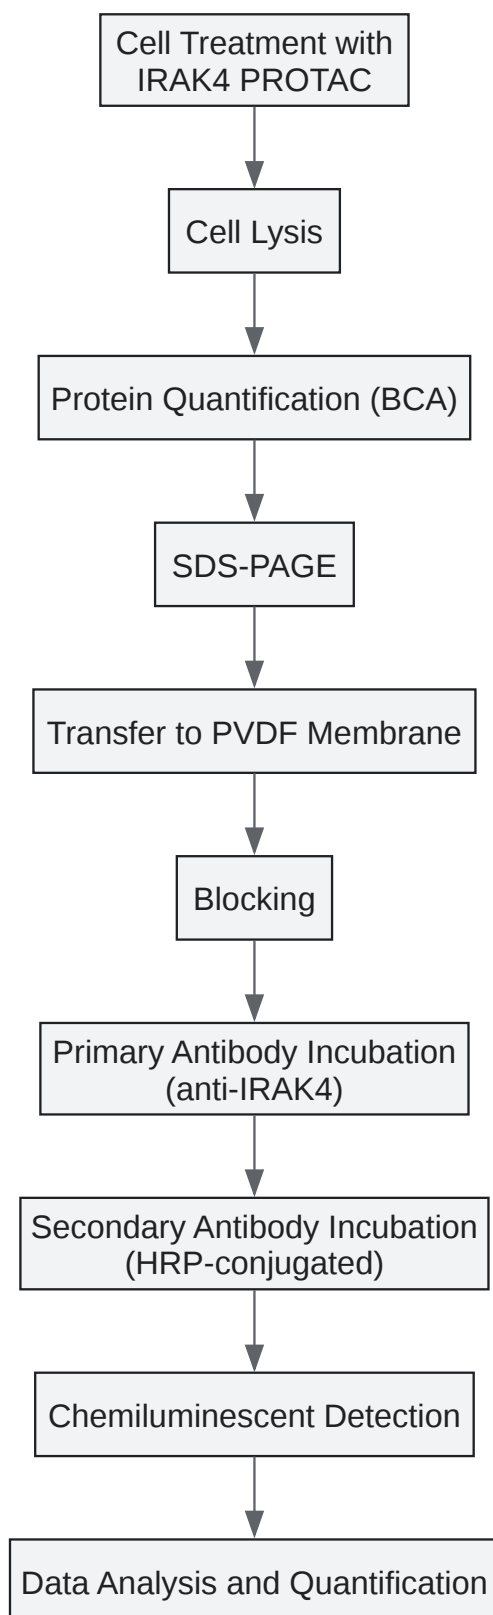 Cell Treatment with
IRAK4 PROTAC
Cell Lysis
Protein Quantification (BCA)
SDS-PAGE
Transfer to PVDF Membrane
Blocking
Primary Antibody Incubation
(anti-IRAK4)
Secondary Antibody Incubation
(HRP-conjugated)
Chemiluminescent Detection
Data Analysis and Quantification